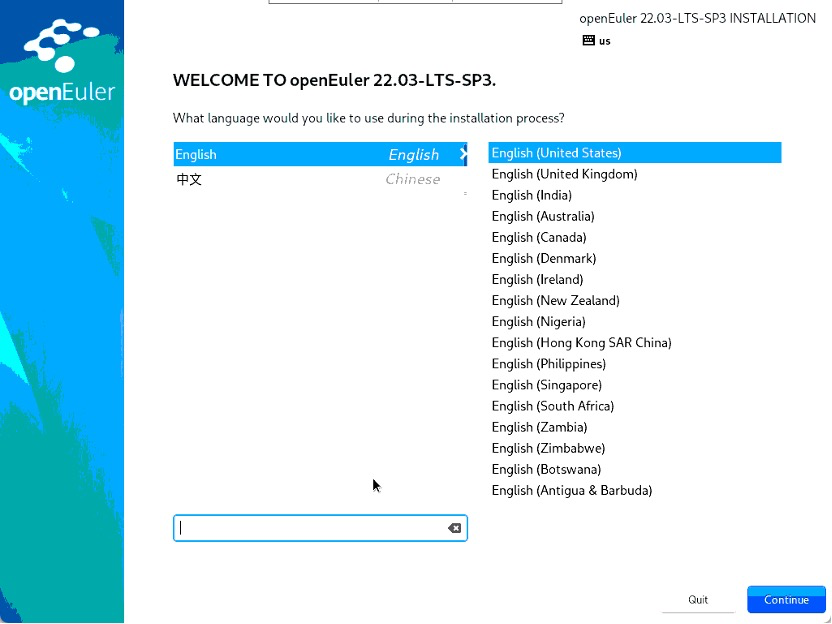 openEuler
openEuler 22.03-LTS-SP3 INSTALLATION
us
WELCOME TO openEuler 22.03-LTS-SP3.
What language would you like to use during the installation process?
English English
中文 Chinese
English (United States)
English (United Kingdom)
English (India)
English (Australia)
English (Canada)
English (Denmark)
English (Ireland)
English (New Zealand)
English (Nigeria)
English (Hong Kong SAR China)
English (Philippines)
English (Singapore)
English (South Africa)
English (Zambia)
English (Zimbabwe)
English (Botswana)
English (Antigua & Barbuda)
Quit
Continue